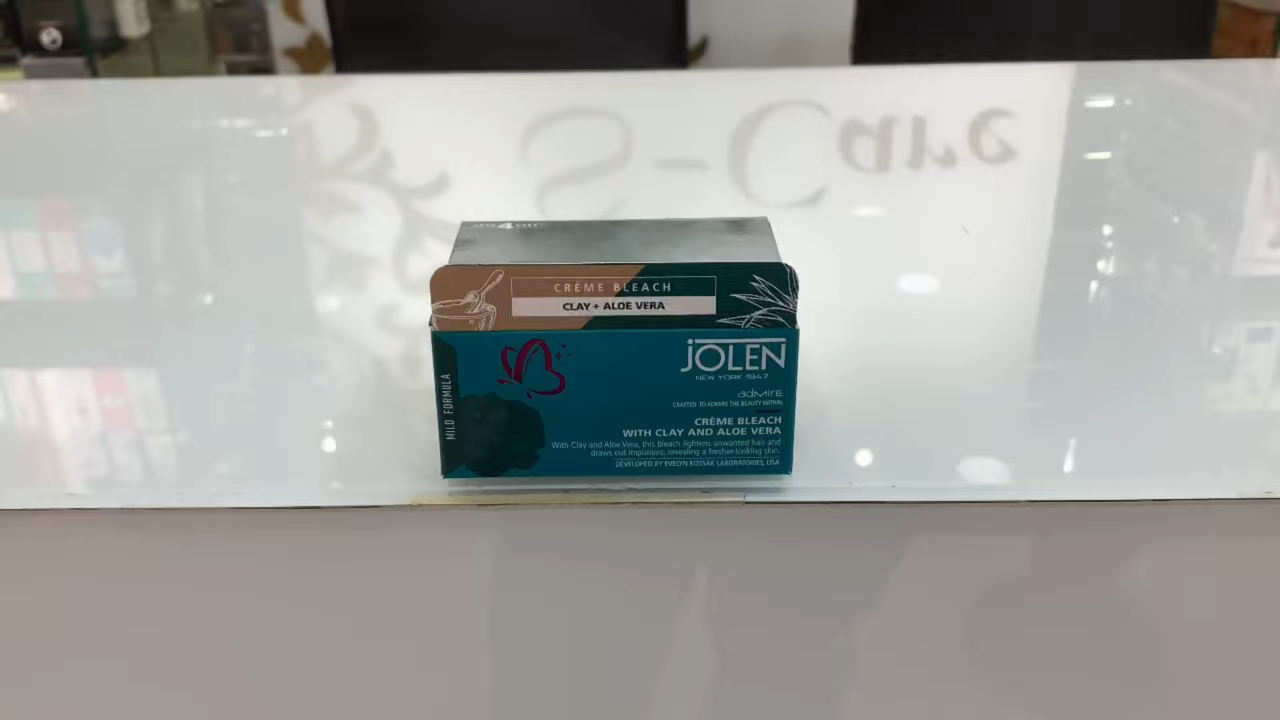 S-Care
CRÈME BLEACH
CLAY + ALOE VERA
JOLEN
NEW YORK 1947
admire
CRAFTED TO ADMIRE THE BEAUTY WITHIN.
CRÈME BLEACH
WITH CLAY AND ALOE VERA
With Clay and Aloe Vera, this bleach lightens unwanted hair and
draws out impurities, revealing a fresher-looking skin.
DEVELOPED BY EVELYN KOSSAK LABORATORIES, USA
MILD FORMULA